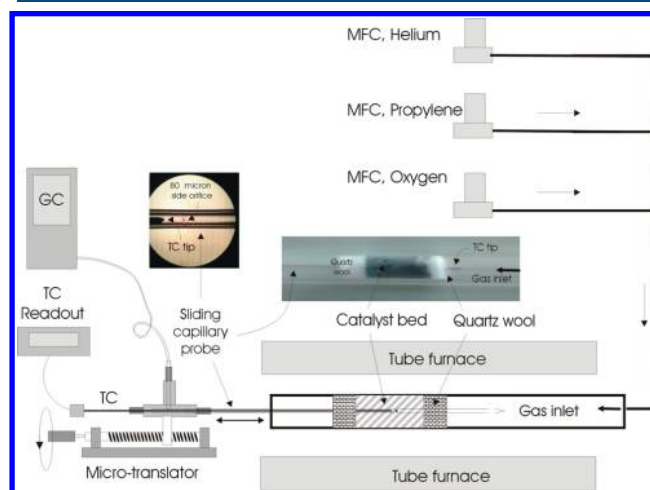 MFC, Helium
MFC, Propylene
MFC, Oxygen
GC
80 micron
side orifice
TC tip
TC tip
Quartz
wool
Gas inlet
TC
Readout
Sliding
capillary
probe
Catalyst bed
Quartz wool
Tube furnace
TC
Gas inlet
Micro-translator
Tube furnace